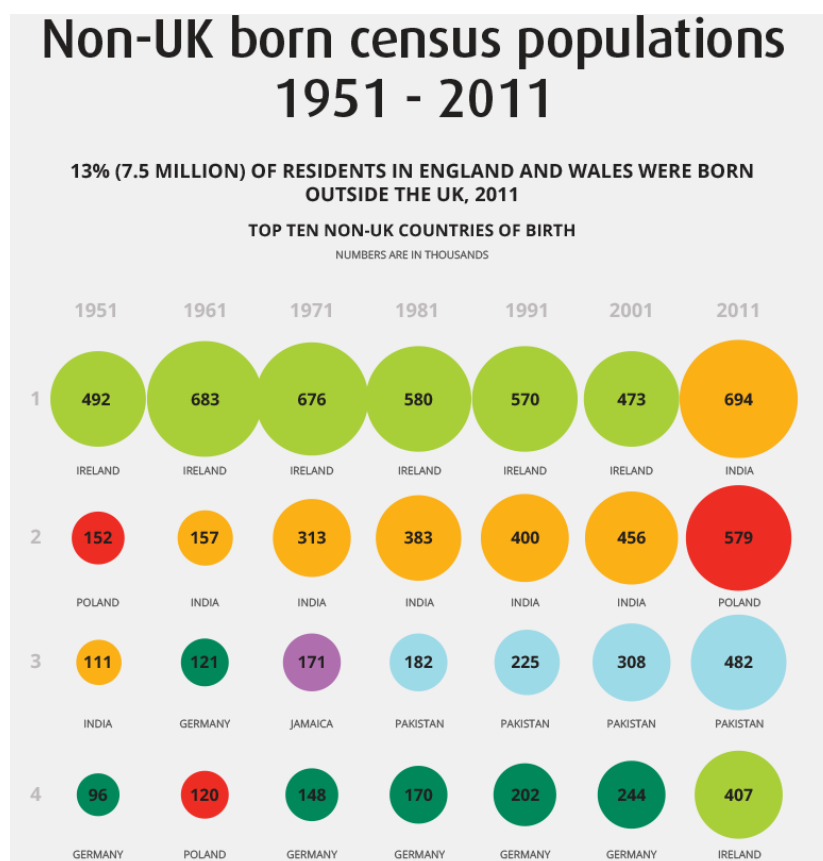 Non-UK born census populations
1951 - 2011
13% (7.5 MILLION) OF RESIDENTS IN ENGLAND AND WALES WERE BORN
OUTSIDE THE UK, 2011
TOP TEN NON-UK COUNTRIES OF BIRTH
NUMBERS ARE IN THOUSANDS
1951 1961 1971 1981 1991 2001 2011
1 492 683 676 580 570 473 694
IRELAND IRELAND IRELAND IRELAND IRELAND IRELAND INDIA
2 152 157 313 383 400 456 579
POLAND INDIA INDIA INDIA INDIA INDIA POLAND
3 111 121 171 182 225 308 482
INDIA GERMANY JAMAICA PAKISTAN PAKISTAN PAKISTAN PAKISTAN
4 96 120 148 170 202 244 407
GERMANY POLAND GERMANY GERMANY GERMANY GERMANY IRELAND